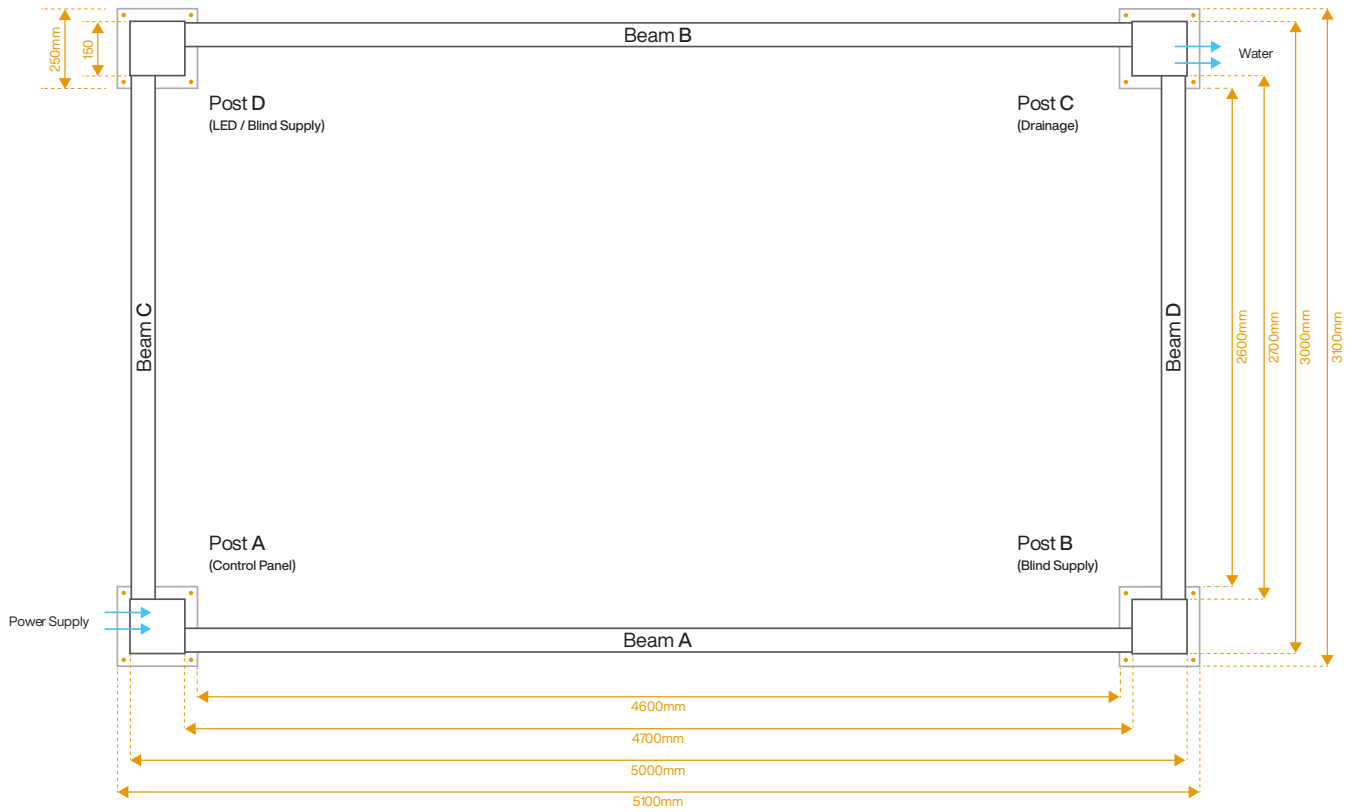 Beam B
250mm
150
Water
Post D
(LED / Blind Supply)
Post C
(Drainage)
Beam C
Beam D
2600mm
2700mm
3000mm
3100mm
Post A
(Control Panel)
Post B
(Blind Supply)
Power Supply
Beam A
4600mm
4700mm
5000mm
5100mm